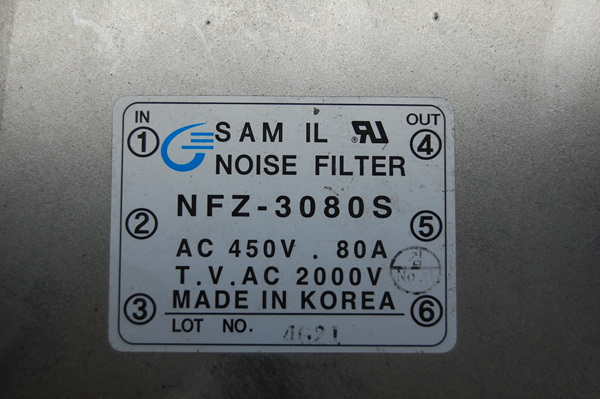 IN OUT
① SAM IL ® RU ④
NOISE FILTER
NFZ-3080S
② ⑤
AC 450V . 80A
T.V. AC 2000V
③ MADE IN KOREA ⑥
LOT NO.